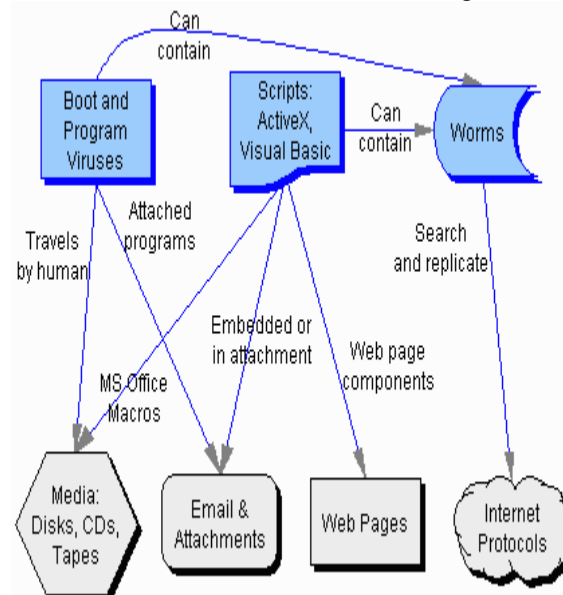 Can
contain
Boot and
Program
Viruses
Scripts:
ActiveX,
Visual Basic
Can
contain
Worms
Travels
by human
Attached
programs
Search
and replicate
Embedded or
in attachment
Web page
components
MS Office
Macros
Media:
Disks, CDs,
Tapes
Email &
Attachments
Web Pages
Internet
Protocols